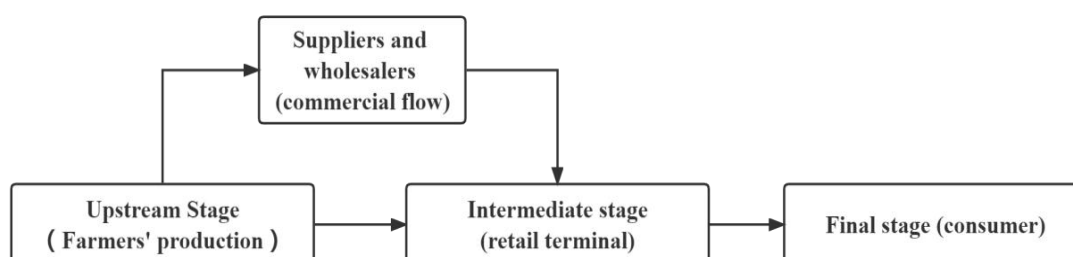 Suppliers and
wholesalers
(commercial flow)
Upstream Stage
( Farmers' production )
Intermediate stage
(retail terminal)
Final stage (consumer)